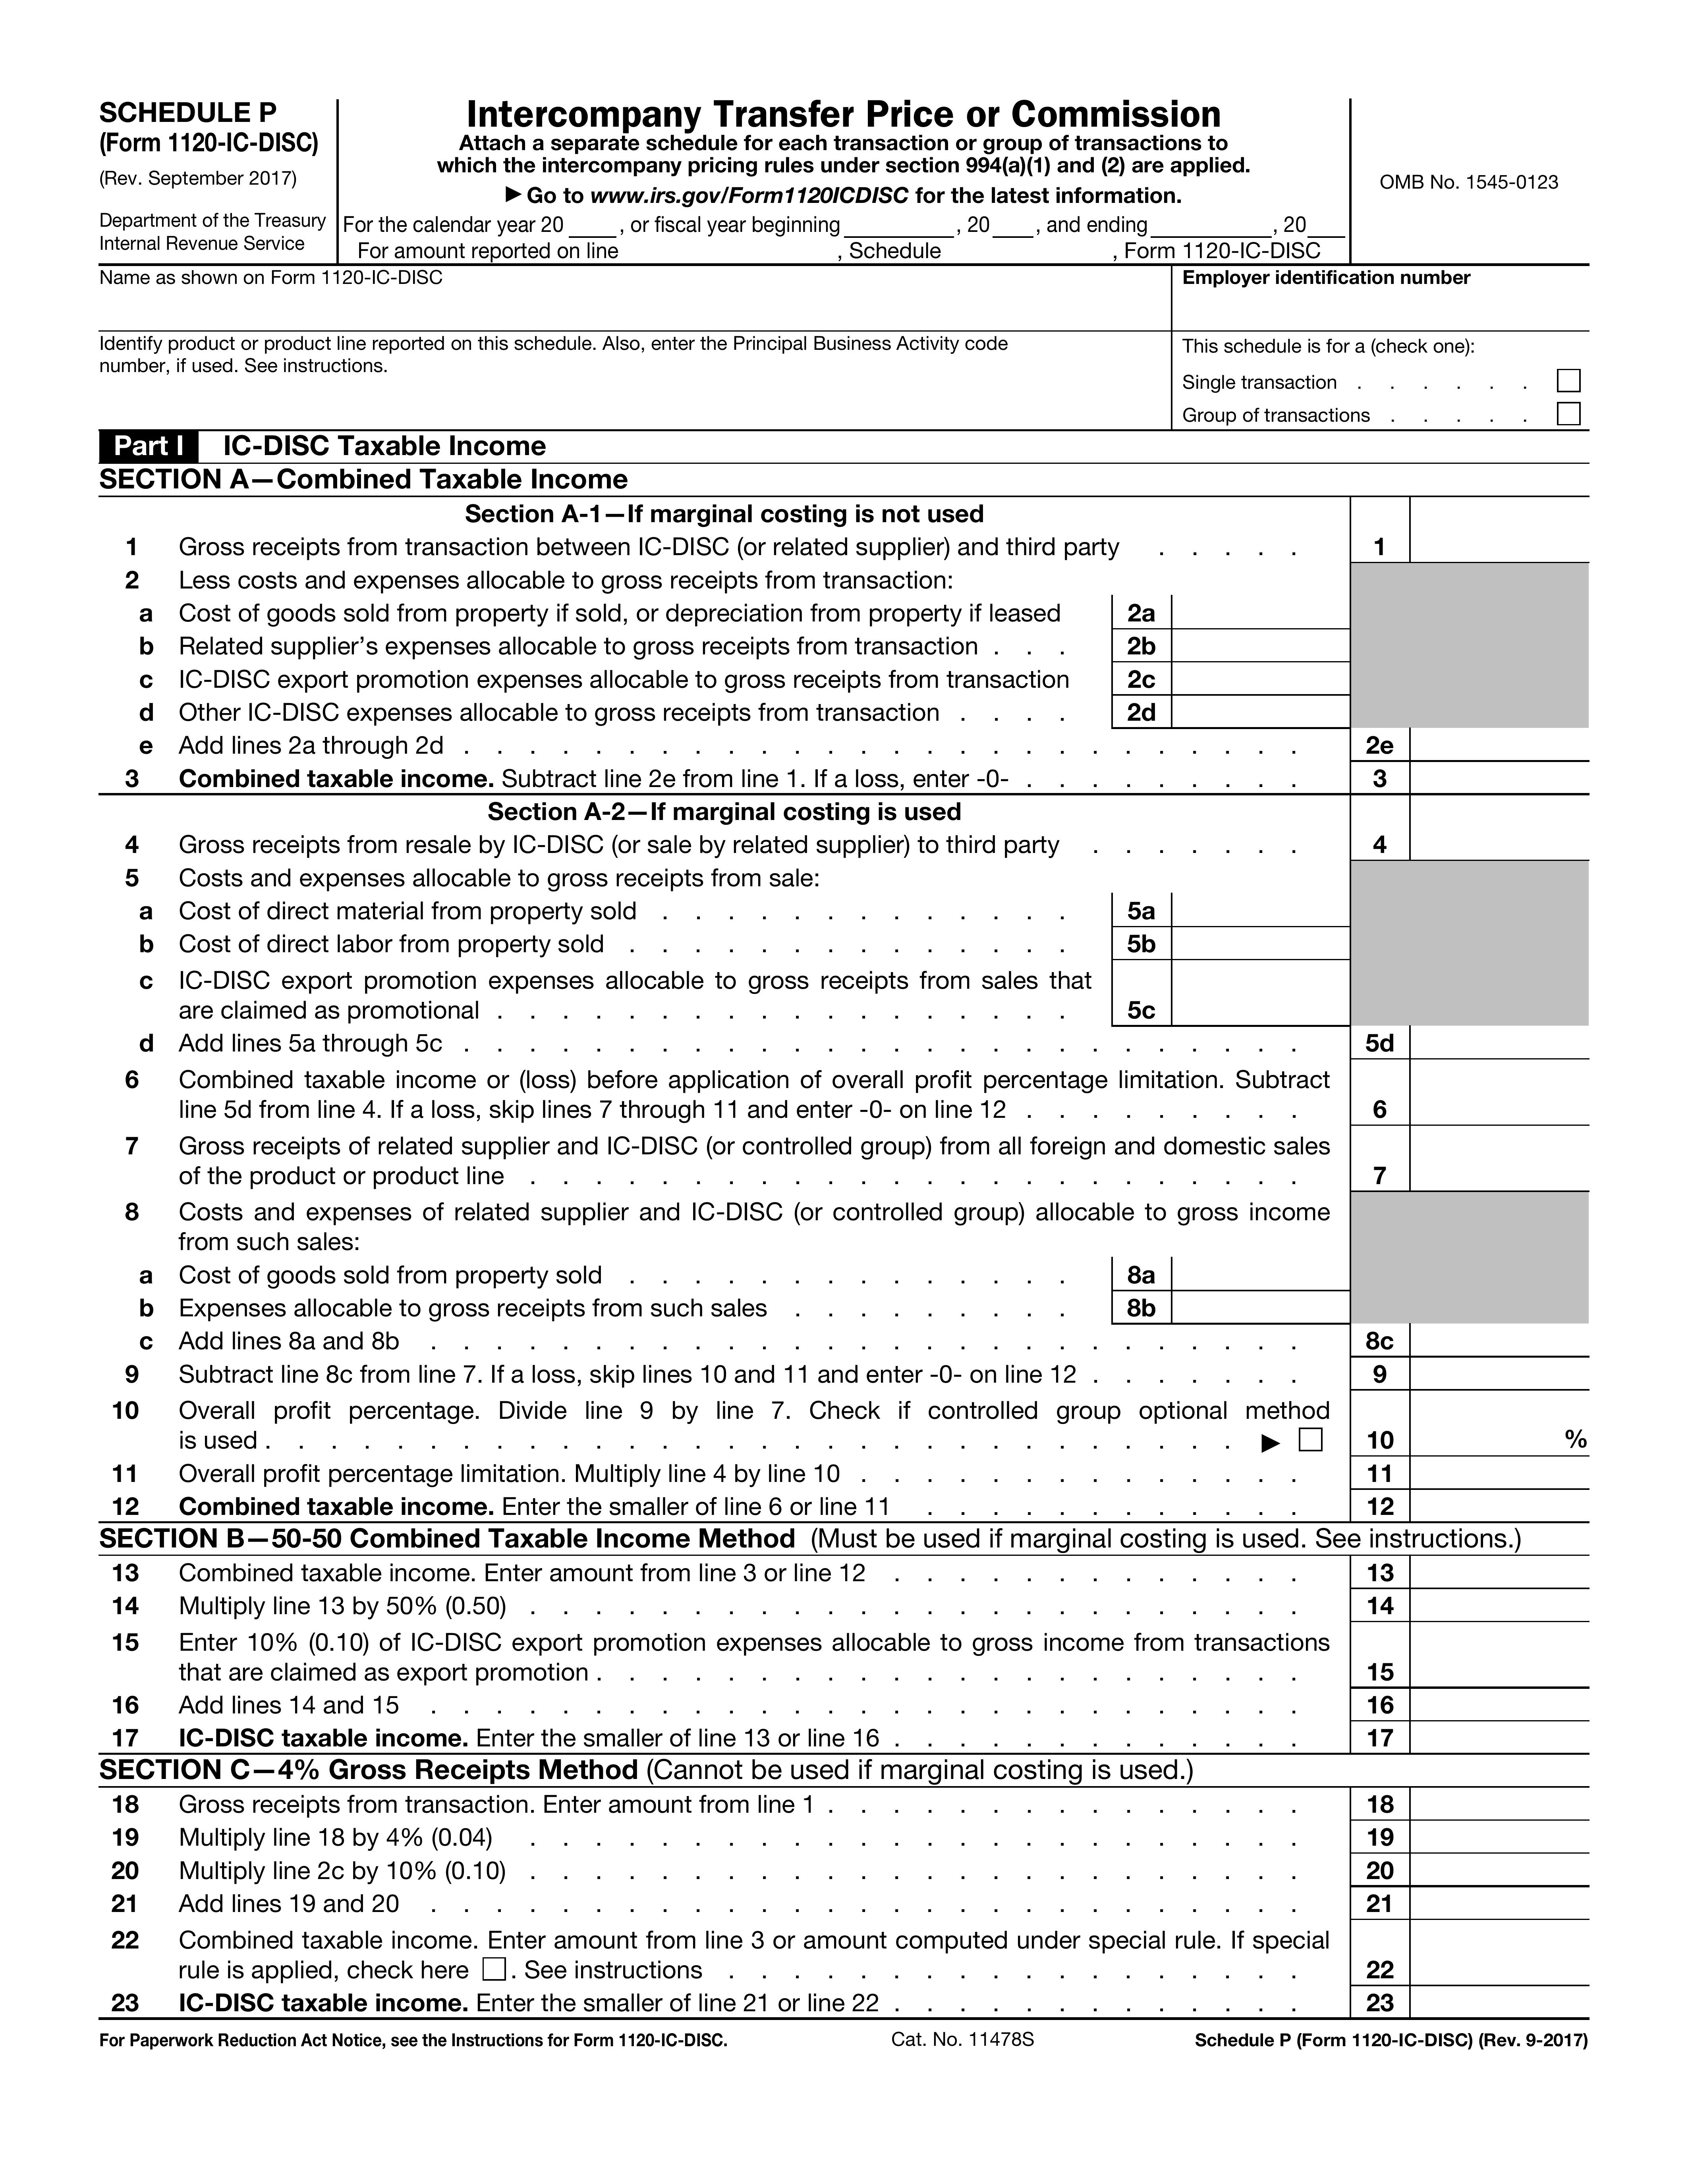 SCHEDULE P
(Form 1120-IC-DISC)
(Rev. September 2017)
Department of the Treasury
Internal Revenue Service
Intercompany Transfer Price or Commission
Attach a separate schedule for each transaction or group of transactions to
which the intercompany pricing rules under section 994(a)(1) and (2) are applied.
▶ Go to www.irs.gov/Form1120ICDISC for the latest information.
For the calendar year 20 ____ , or fiscal year beginning __________ , 20 ____ , and ending ___________ , 20 ____
For amount reported on line , Schedule , Form 1120-IC-DISC
OMB No. 1545-0123
Name as shown on Form 1120-IC-DISC
Employer identification number
Identify product or product line reported on this schedule. Also, enter the Principal Business Activity code
number, if used. See instructions.
This schedule is for a (check one):
Single transaction . . . . . .
Group of transactions . . . . .
Part I IC-DISC Taxable Income
SECTION A—Combined Taxable Income
Section A-1—If marginal costing is not used
1 Gross receipts from transaction between IC-DISC (or related supplier) and third party . . . . . 1
2 Less costs and expenses allocable to gross receipts from transaction:
a Cost of goods sold from property if sold, or depreciation from property if leased 2a
b Related supplier's expenses allocable to gross receipts from transaction . . . 2b
c IC-DISC export promotion expenses allocable to gross receipts from transaction 2c
d Other IC-DISC expenses allocable to gross receipts from transaction . . . . 2d
e Add lines 2a through 2d . . . . . . . . . . . . . . . . . . . . . . . . . . 2e
3 Combined taxable income. Subtract line 2e from line 1. If a loss, enter -0- . . . . . . . . . 3
Section A-2—If marginal costing is used
4 Gross receipts from resale by IC-DISC (or sale by related supplier) to third party . . . . . . . 4
5 Costs and expenses allocable to gross receipts from sale:
a Cost of direct material from property sold . . . . . . . . . . . . . 5a
b Cost of direct labor from property sold . . . . . . . . . . . . . . 5b
c IC-DISC export promotion expenses allocable to gross receipts from sales that
are claimed as promotional . . . . . . . . . . . . . . . . . . 5c
d Add lines 5a through 5c . . . . . . . . . . . . . . . . . . . . . . . . . . 5d
6 Combined taxable income or (loss) before application of overall profit percentage limitation. Subtract
line 5d from line 4. If a loss, skip lines 7 through 11 and enter -0- on line 12 . . . . . . . . . 6
7 Gross receipts of related supplier and IC-DISC (or controlled group) from all foreign and domestic sales
of the product or product line . . . . . . . . . . . . . . . . . . . . . . . . 7
8 Costs and expenses of related supplier and IC-DISC (or controlled group) allocable to gross income
from such sales:
a Cost of goods sold from property sold . . . . . . . . . . . . . . 8a
b Expenses allocable to gross receipts from such sales . . . . . . . . . 8b
c Add lines 8a and 8b . . . . . . . . . . . . . . . . . . . . . . . . . . . 8c
9 Subtract line 8c from line 7. If a loss, skip lines 10 and 11 and enter -0- on line 12 . . . . . . . 9
10 Overall profit percentage. Divide line 9 by line 7. Check if controlled group optional method
is used . . . . . . . . . . . . . . . . . . . . . . . . . . . . . . ▶ 10 %
11 Overall profit percentage limitation. Multiply line 4 by line 10 . . . . . . . . . . . . . . 11
12 Combined taxable income. Enter the smaller of line 6 or line 11 . . . . . . . . . . . . 12
SECTION B—50-50 Combined Taxable Income Method (Must be used if marginal costing is used. See instructions.)
13 Combined taxable income. Enter amount from line 3 or line 12 . . . . . . . . . . . . . 13
14 Multiply line 13 by 50% (0.50) . . . . . . . . . . . . . . . . . . . . . . . . 14
15 Enter 10% (0.10) of IC-DISC export promotion expenses allocable to gross income from transactions
that are claimed as export promotion . . . . . . . . . . . . . . . . . . . . . . 15
16 Add lines 14 and 15 . . . . . . . . . . . . . . . . . . . . . . . . . . . 16
17 IC-DISC taxable income. Enter the smaller of line 13 or line 16 . . . . . . . . . . . . . 17
SECTION C—4% Gross Receipts Method (Cannot be used if marginal costing is used.)
18 Gross receipts from transaction. Enter amount from line 1 . . . . . . . . . . . . . . . 18
19 Multiply line 18 by 4% (0.04) . . . . . . . . . . . . . . . . . . . . . . . . 19
20 Multiply line 2c by 10% (0.10) . . . . . . . . . . . . . . . . . . . . . . . . 20
21 Add lines 19 and 20 . . . . . . . . . . . . . . . . . . . . . . . . . . . 21
22 Combined taxable income. Enter amount from line 3 or amount computed under special rule. If special
rule is applied, check here . See instructions . . . . . . . . . . . . . . . . . . 22
23 IC-DISC taxable income. Enter the smaller of line 21 or line 22 . . . . . . . . . . . . . 23
For Paperwork Reduction Act Notice, see the Instructions for Form 1120-IC-DISC. Cat. No. 11478S Schedule P (Form 1120-IC-DISC) (Rev. 9-2017)